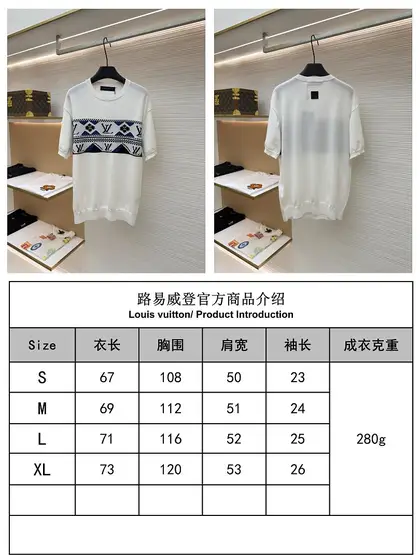 路易威登官方商品介绍
Louis vuitton/ Product Introduction
Size 衣长 胸围 肩宽 袖长 成衣克重
S 67 108 50 23
M 69 112 51 24
L 71 116 52 25
XL 73 120 53 26
280g